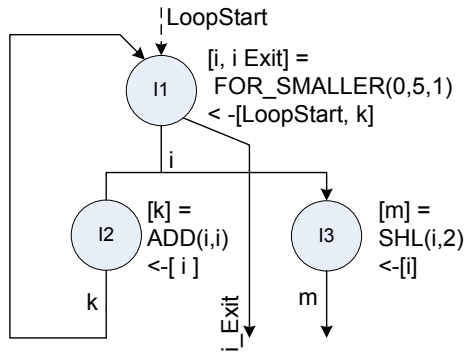 LoopStart
[i, i Exit] =
FOR_SMALLER(0,5,1)
< -[LoopStart, k]
I1
i
I2
[k] =
ADD(i,i)
<-[ i ]
I3
[m] =
SHL(i,2)
<-[i]
k
i_Exit
m